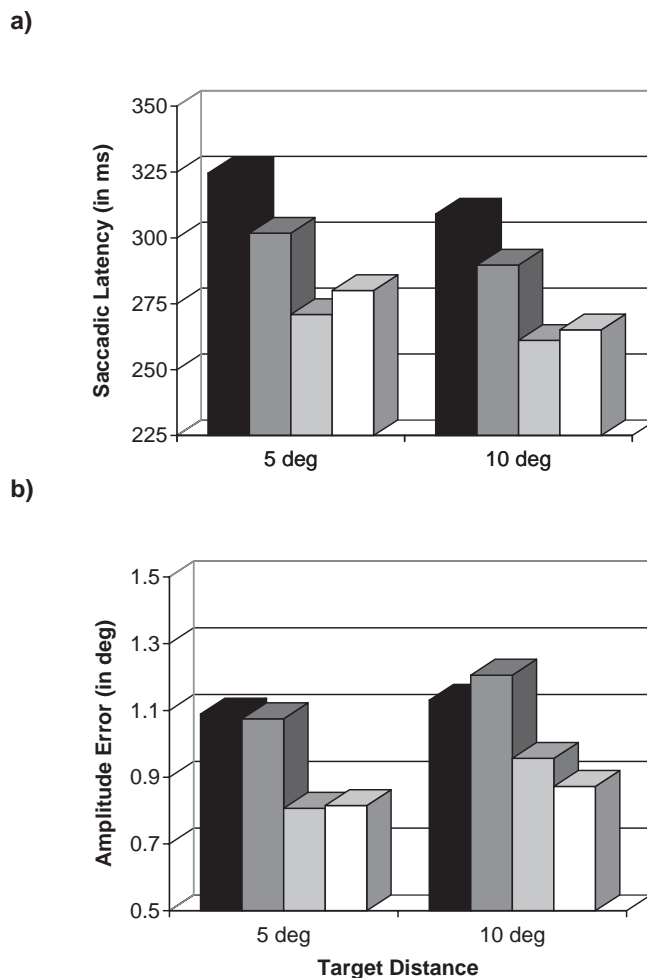 a)
Saccadic Latency (in ms)
350
325
300
275
250
225
5 deg
10 deg
b)
Amplitude Error (in deg)
1.5
1.3
1.1
0.9
0.7
0.5
5 deg
10 deg
Target Distance